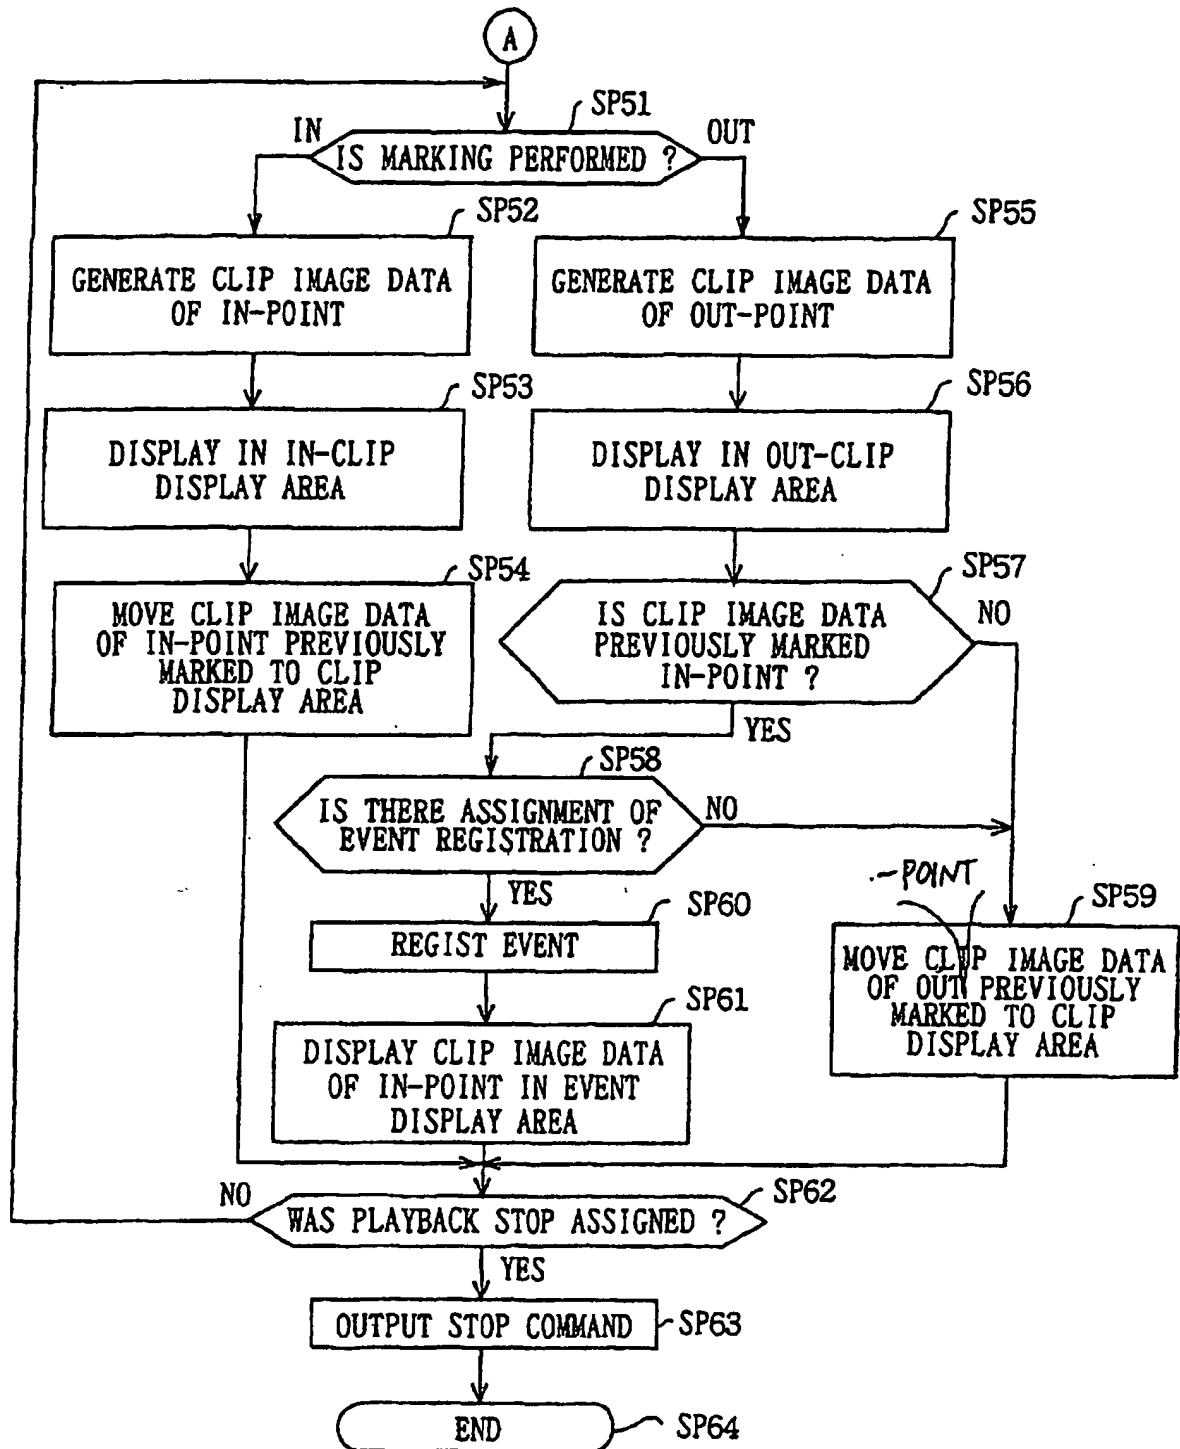 A
SP51
IN
OUT
IS MARKING PERFORMED ?
SP52
GENERATE CLIP IMAGE DATA
OF IN-POINT
SP55
GENERATE CLIP IMAGE DATA
OF OUT-POINT
SP53
DISPLAY IN IN-CLIP
DISPLAY AREA
SP56
DISPLAY IN OUT-CLIP
DISPLAY AREA
SP54
MOVE CLIP IMAGE DATA
OF IN-POINT PREVIOUSLY
MARKED TO CLIP
DISPLAY AREA
SP57
IS CLIP IMAGE DATA
PREVIOUSLY MARKED
IN-POINT ?
NO
YES
SP58
IS THERE ASSIGNMENT OF
EVENT REGISTRATION ?
NO
YES
-POINT
SP59
MOVE CLIP IMAGE DATA
OF OUT PREVIOUSLY
MARKED TO CLIP
DISPLAY AREA
SP60
REGIST EVENT
SP61
DISPLAY CLIP IMAGE DATA
OF IN-POINT IN EVENT
DISPLAY AREA
SP62
NO
WAS PLAYBACK STOP ASSIGNED ?
YES
OUTPUT STOP COMMAND
SP63
END
SP64